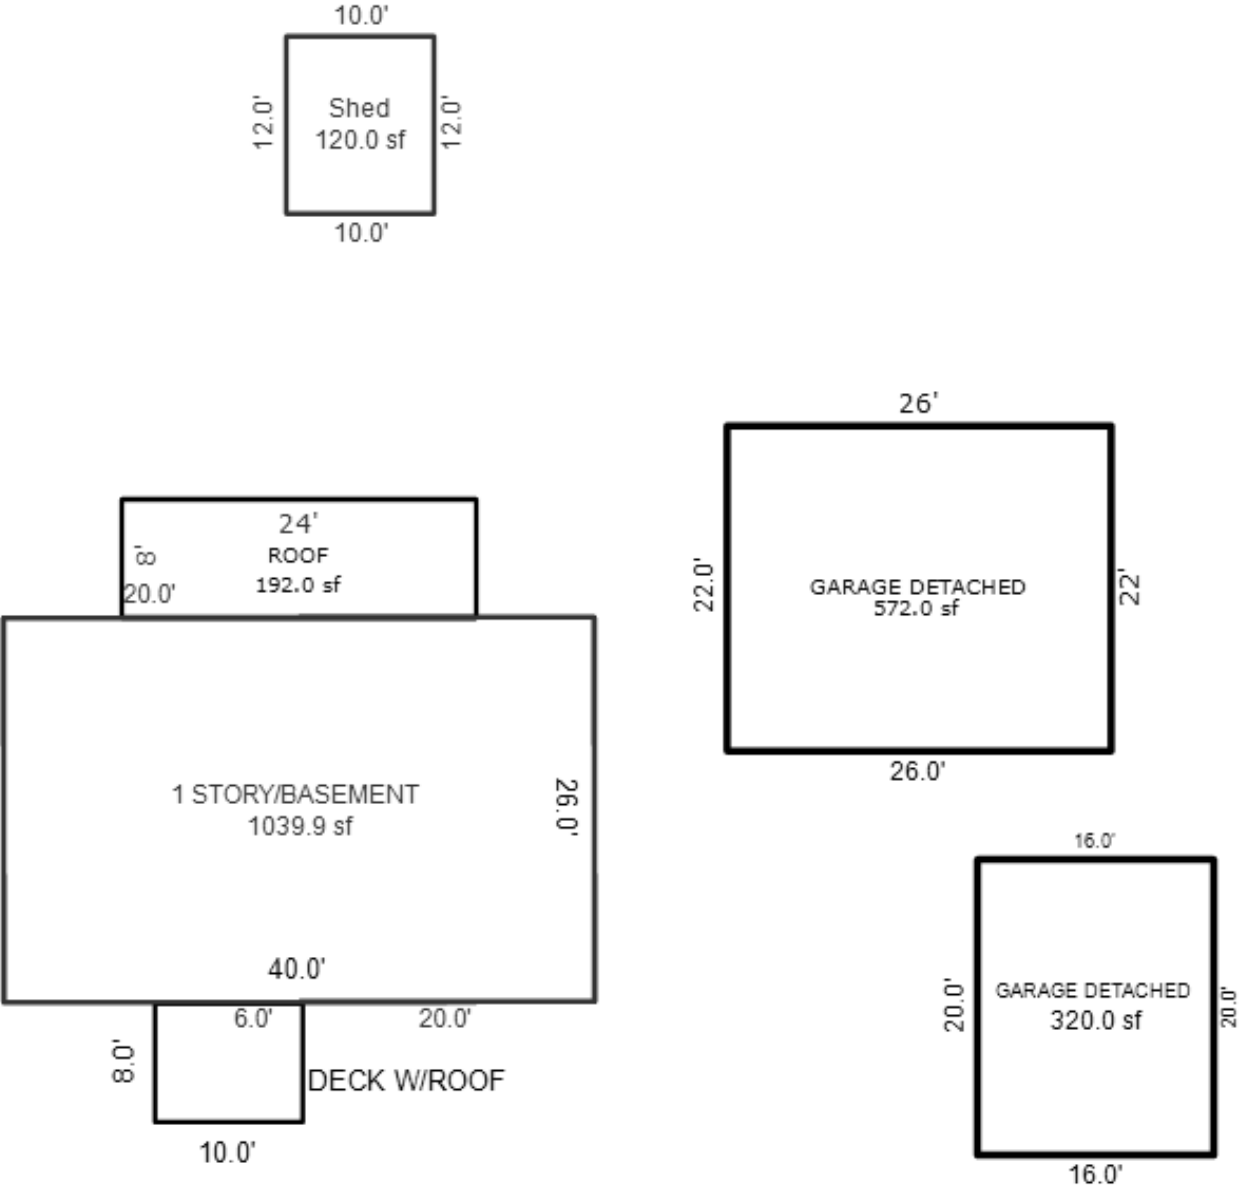 10.0'
12.0'
Shed
12.0'
120.0 sf
10.0'
26'
22.0'
GARAGE DETACHED
572.0 sf
22'
26.0'
24'
8'
ROOF
20.0'
192.0 sf
1 STORY/BASEMENT
1039.9 sf
26.0'
40.0'
6.0'
20.0'
8.0'
DECK W/ROOF
10.0'
16.0'
20.0'
GARAGE DETACHED
320.0 sf
20.0'
16.0'